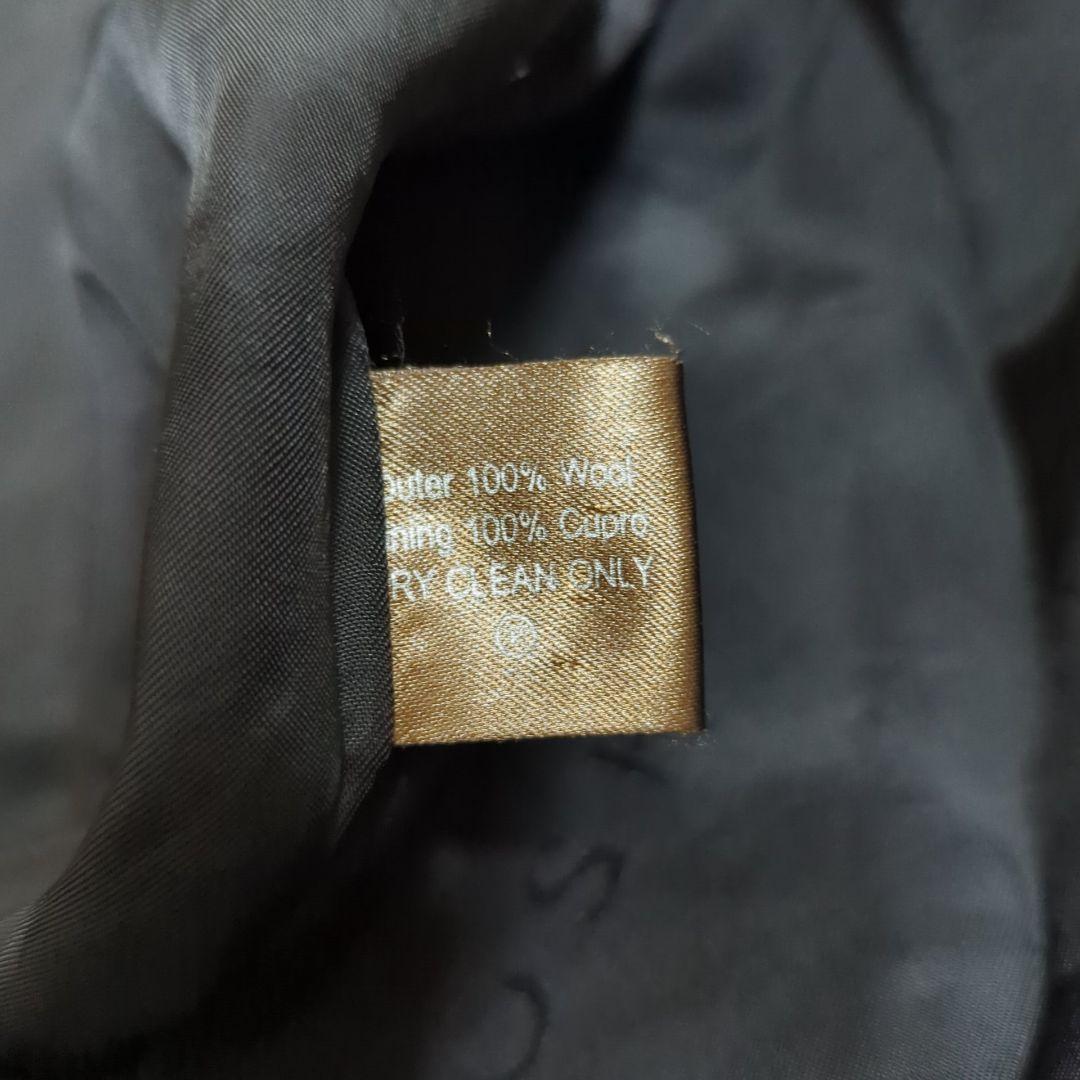 outer 100% Wool
ning 100% Cupro
RY CLEAN ONLY
P